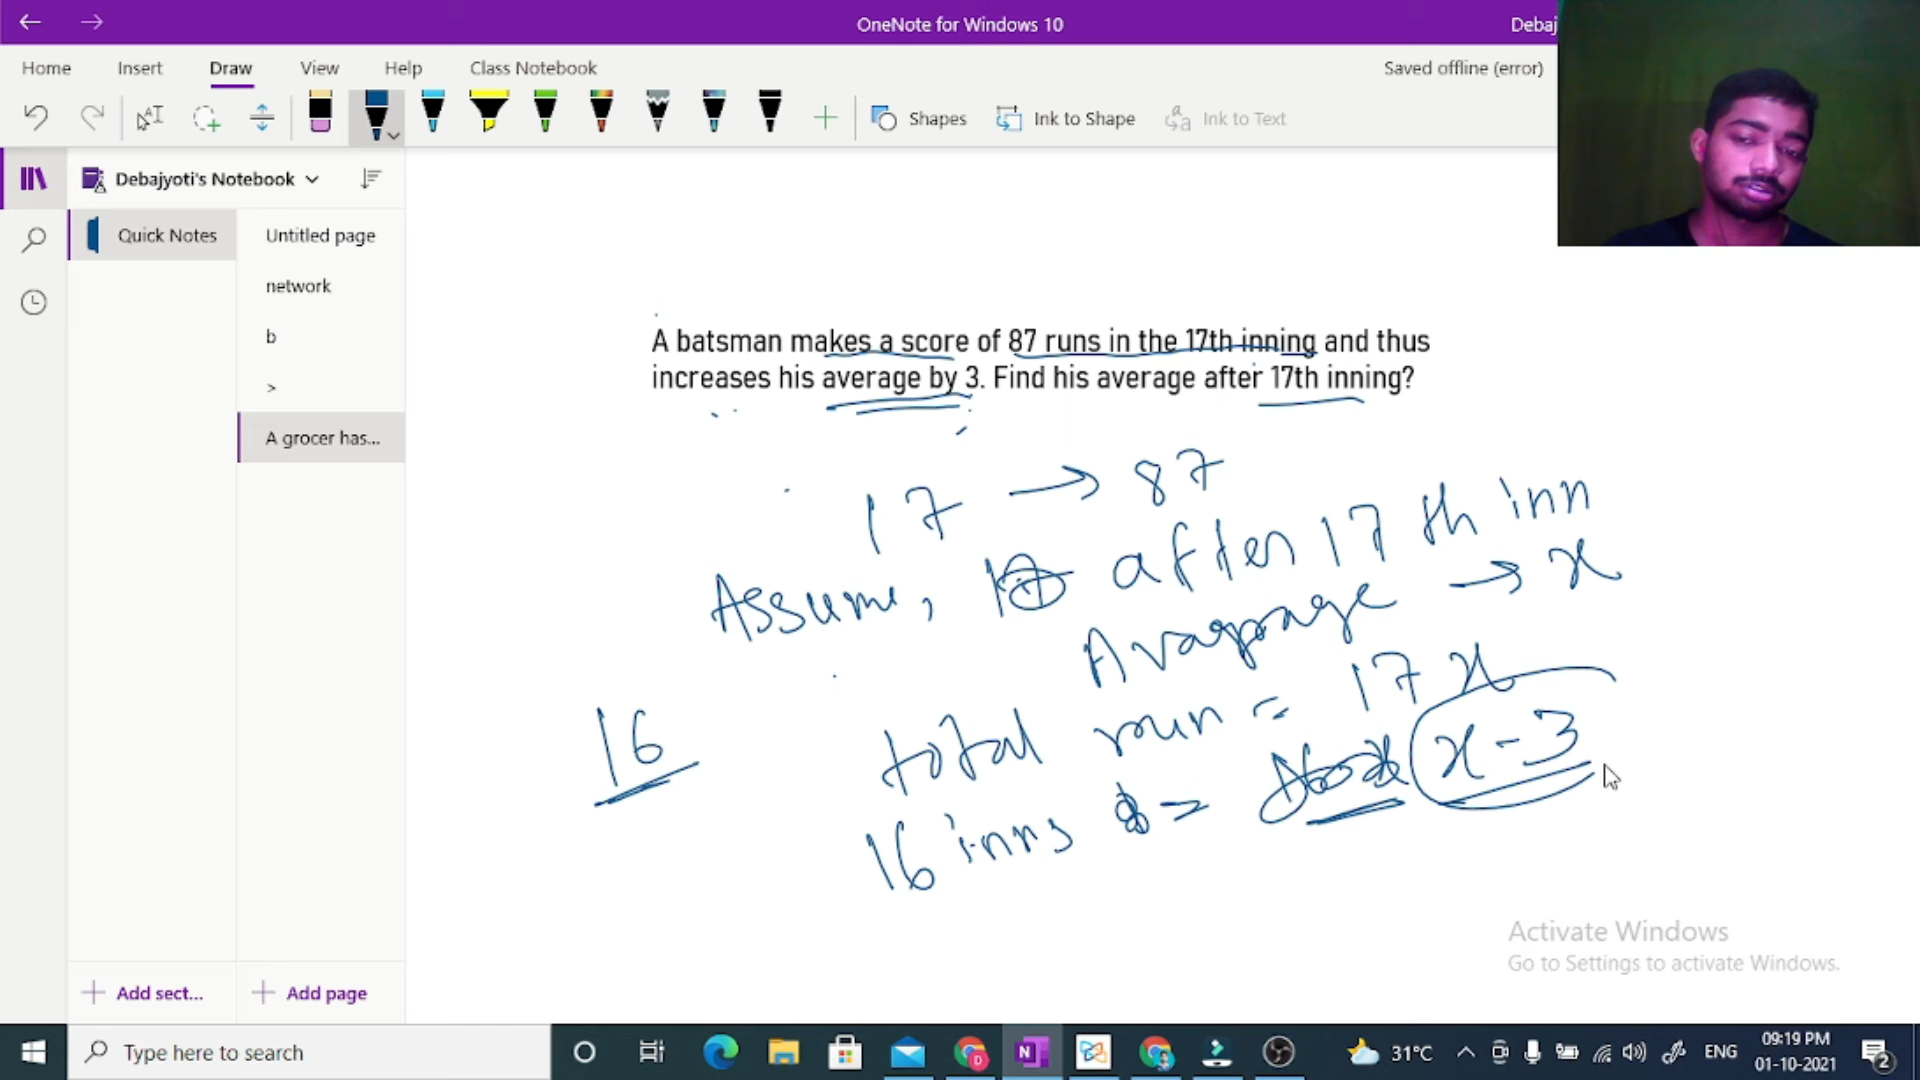 OneNote for Windows 10
Debaj
Home Insert Draw View Help Class Notebook
Saved offline (error)
Shapes Ink to Shape Ink to Text
Debajyoti's Notebook
Quick Notes
Untitled page
network
b
>
A grocer has...
A batsman makes a score of 87 runs in the 17th inning and thus
increases his average by 3. Find his average after 17th inning?
17 → 87
Assume, after 17 th inn
→ x
total run = 17x
16
16 inns = x-3
Activate Windows
Go to Settings to activate Windows.
+ Add sect...
+ Add page
Type here to search
31°C
ENG
09:19 PM
01-10-2021
2